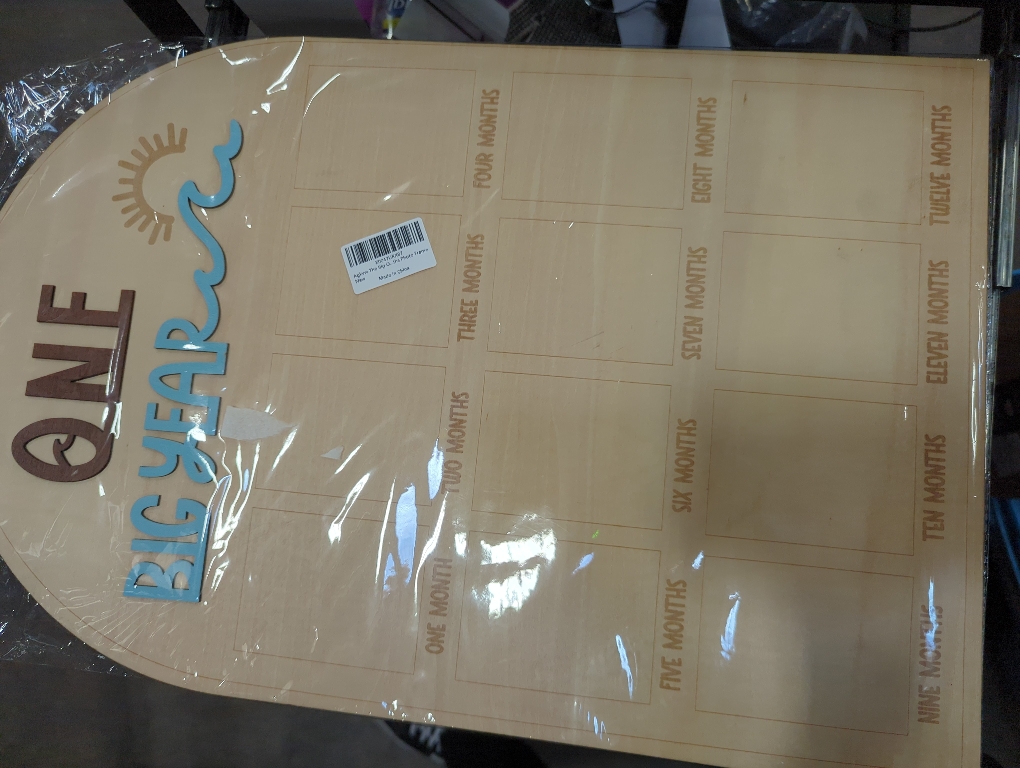 ONE
BIG YEAR
ONE MONTH
TWO MONTHS
THREE MONTHS
FOUR MONTHS
FIVE MONTHS
SIX MONTHS
SEVEN MONTHS
EIGHT MONTHS
NINE MONTHS
TEN MONTHS
ELEVEN MONTHS
TWELVE MONTHS
Made in China